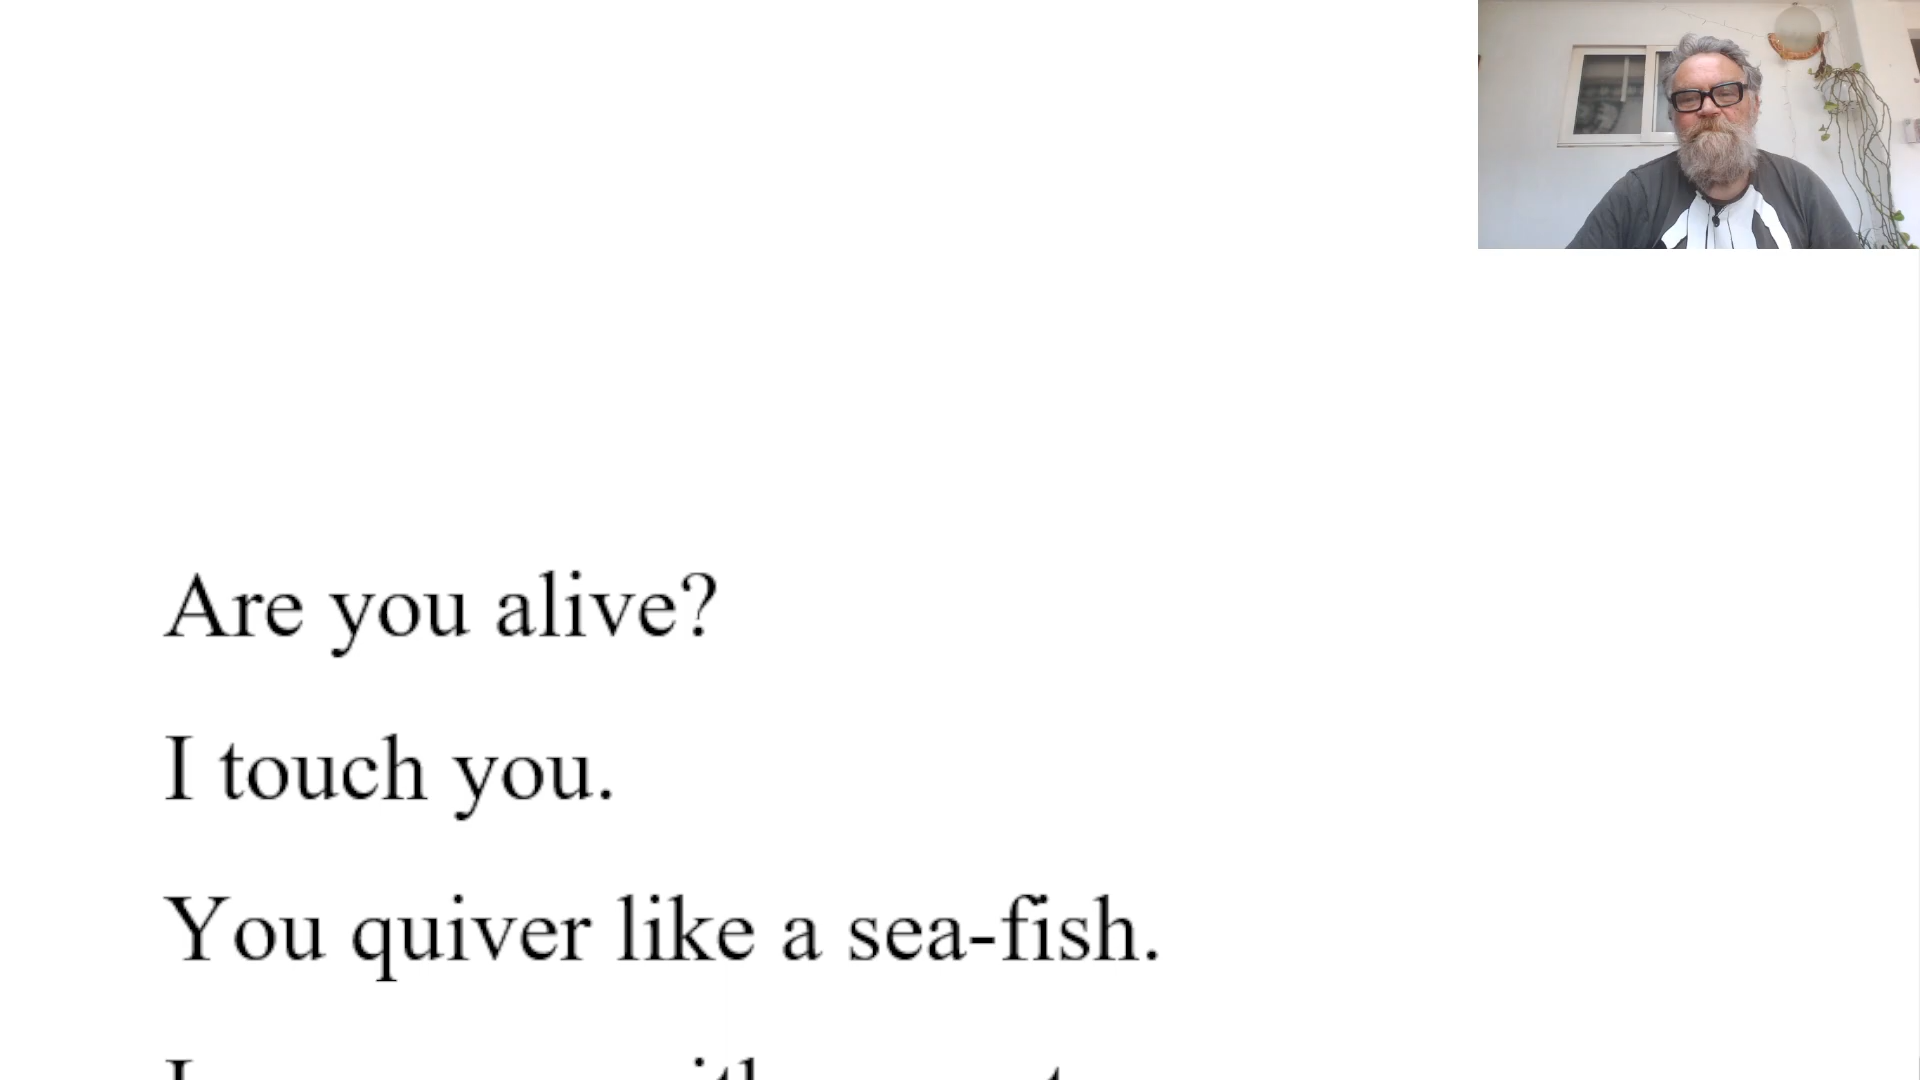 Are you alive?
I touch you.
You quiver like a sea-fish.
I